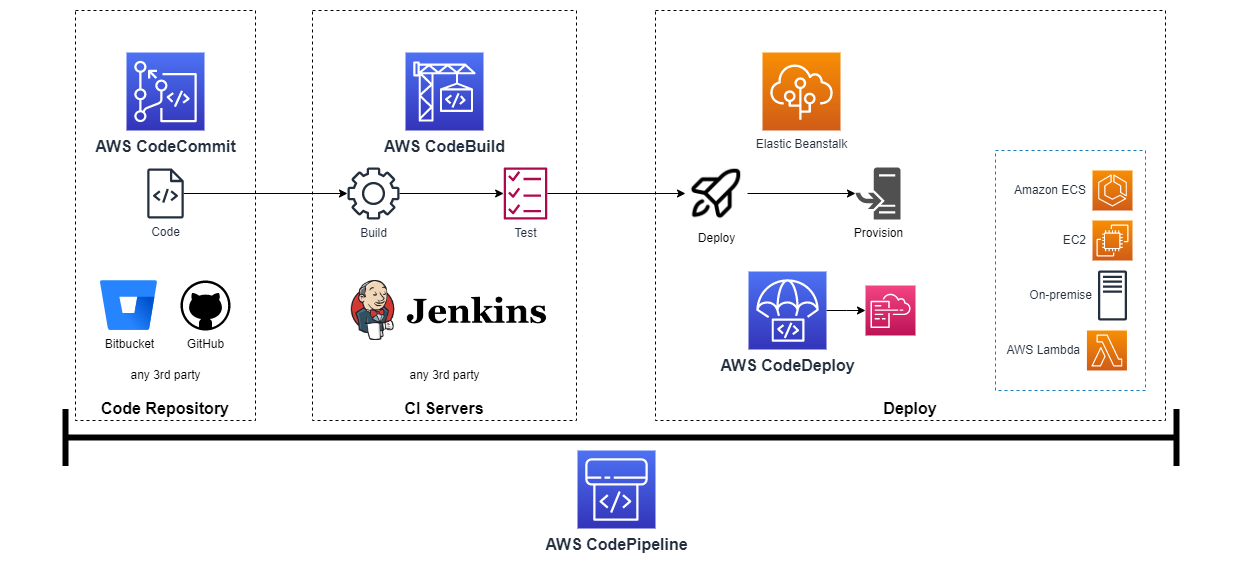 AWS CodeCommit
Code
Bitbucket
GitHub
any 3rd party
Code Repository
AWS CodeBuild
Build
Test
Jenkins
any 3rd party
CI Servers
Elastic Beanstalk
Deploy
Provision
AWS CodeDeploy
Amazon ECS
EC2
On-premise
AWS Lambda
Deploy
AWS CodePipeline